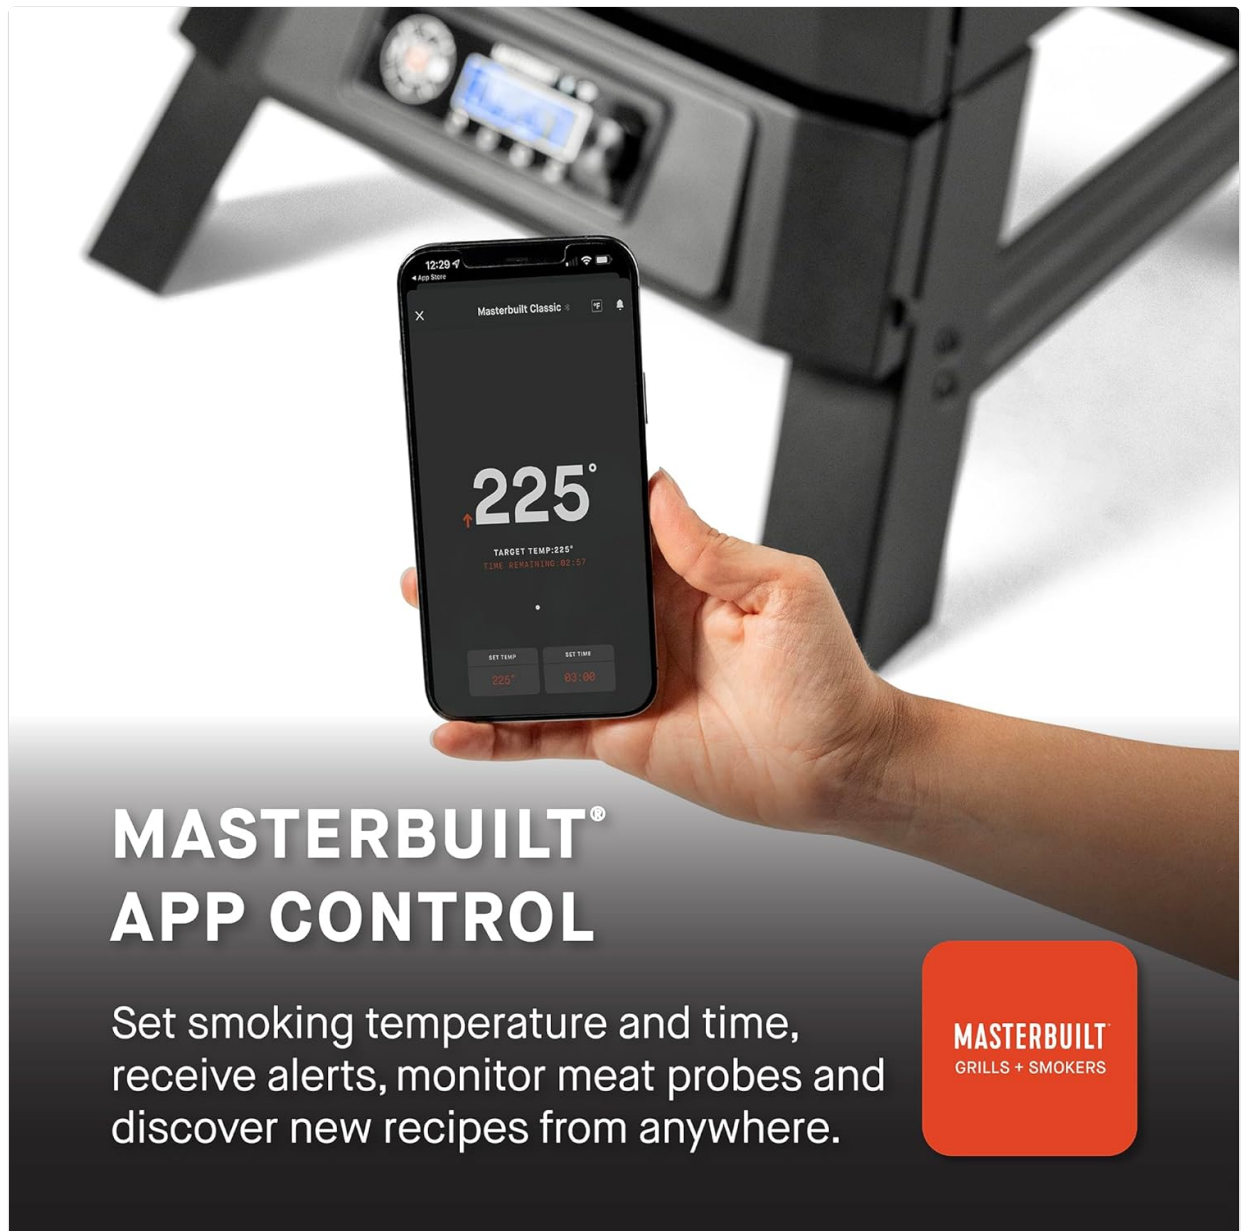 12:29
App Store
Masterbuilt Classic
°F
225°
TARGET TEMP:225°
TIME REMAINING:02:57
SET TEMP
SET TIME
225°
03:00
MASTERBUILT®
APP CONTROL
Set smoking temperature and time,
receive alerts, monitor meat probes and
discover new recipes from anywhere.
MASTERBUILT
GRILLS + SMOKERS